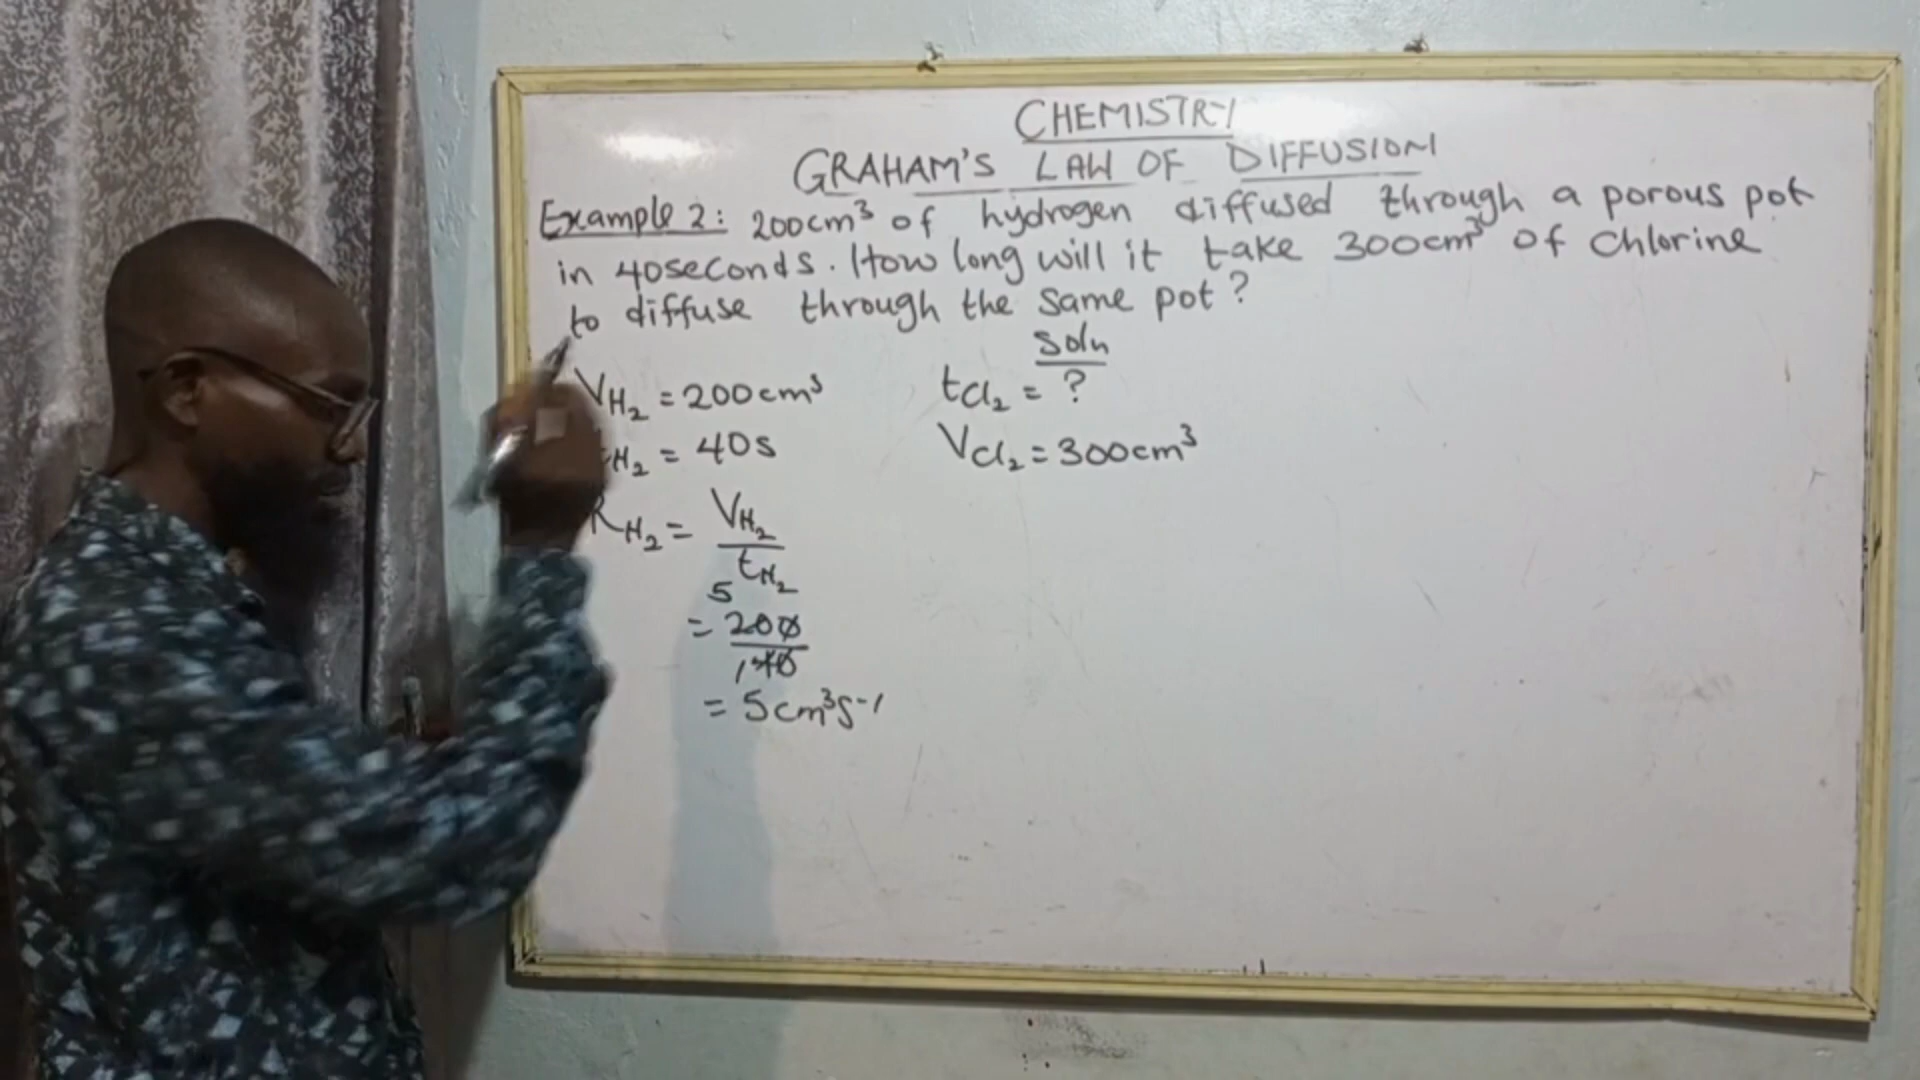 CHEMISTRY
GRAHAM'S LAW OF DIFFUSION
Example 2: 200cm³ of hydrogen diffused through a porous pot
in 40seconds. How long will it take 300cm³ of chlorine
to diffuse through the same pot?
Soln
V_H₂ = 200cm³
t_Cl₂ = ?
t_H₂ = 40s
V_Cl₂ = 300cm³
R_H₂ = V_H₂
t_H₂
5
= 200
1 40
= 5cm³s⁻¹